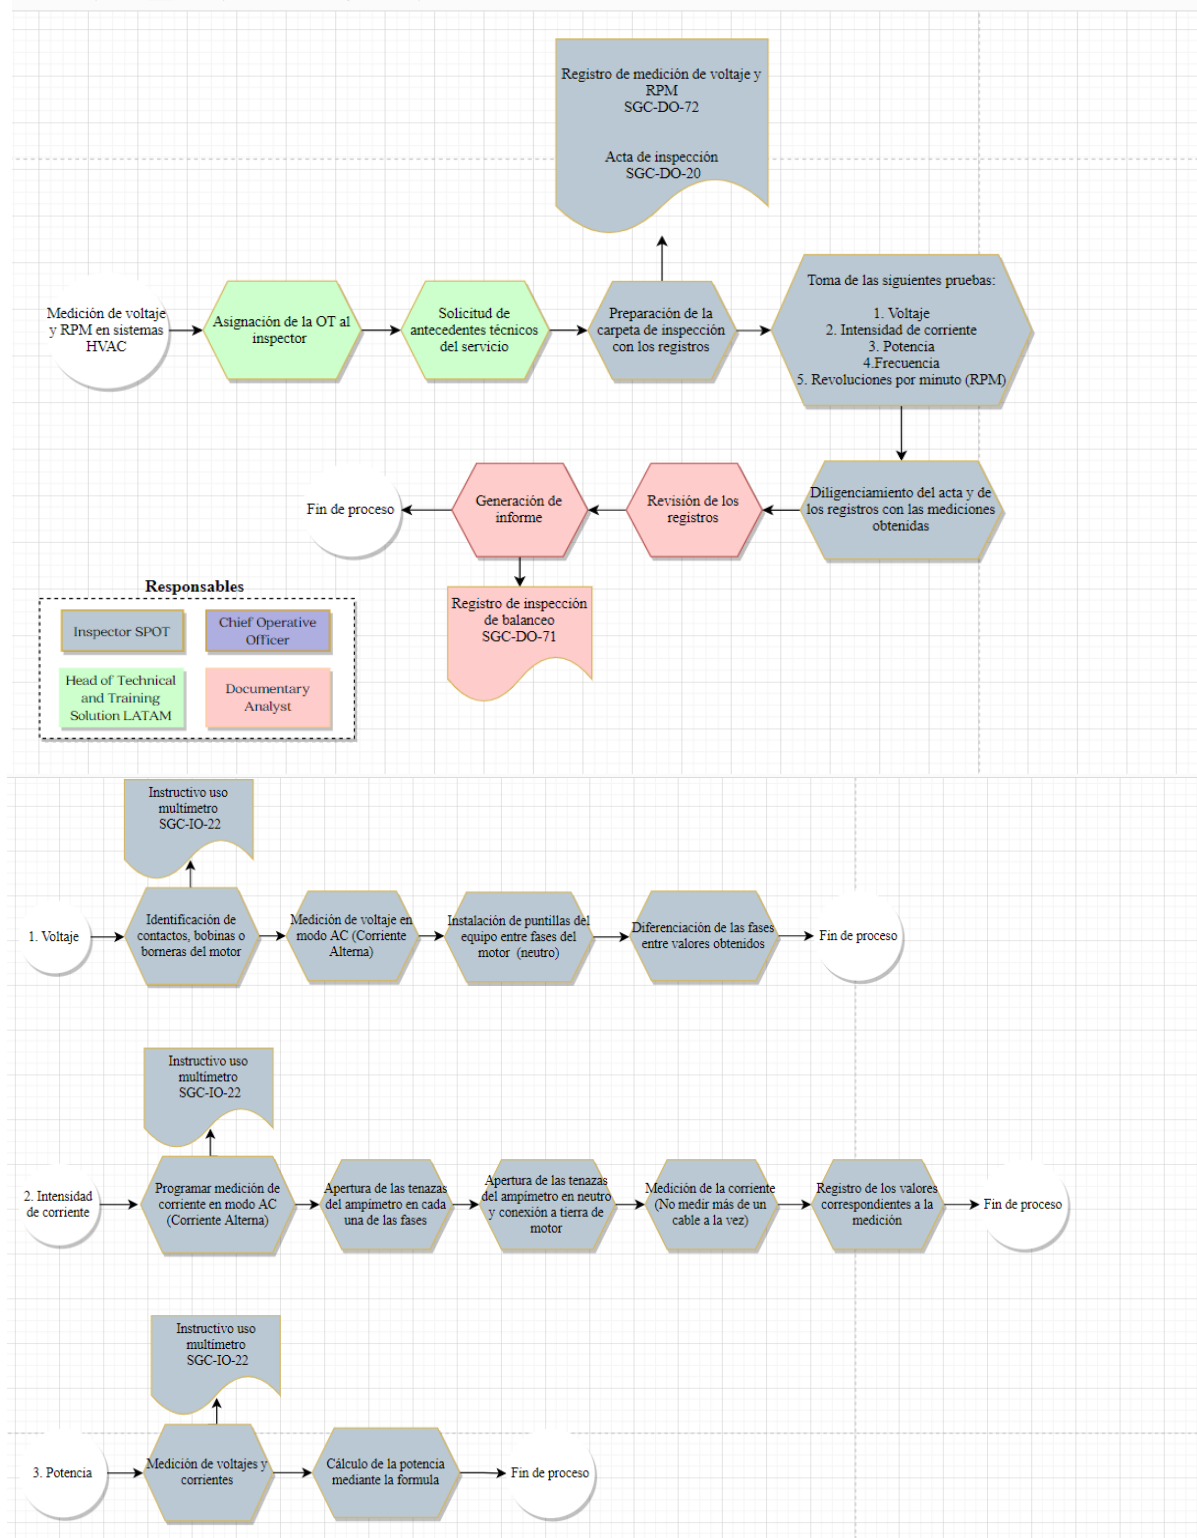 Registro de medición de voltaje y
RPM
SGC-DO-72
Acta de inspección
SGC-DO-20
Medición de voltaje
y RPM en sistemas
HVAC
Asignación de la OT al
inspector
Solicitud de
antecedentes técnicos
del servicio
Preparación de la
carpeta de inspección
con los registros
Toma de las siguientes pruebas:
1. Voltaje
2. Intensidad de corriente
3. Potencia
4.Frecuencia
5. Revoluciones por minuto (RPM)
Diligenciamiento del acta y de
los registros con las mediciones
obtenidas
Revisión de los
registros
Generación de
informe
Fin de proceso
Registro de inspección
de balanceo
SGC-DO-71
Responsables
Inspector SPOT
Chief Operative
Officer
Head of Technical
and Training
Solution LATAM
Documentary
Analyst
Instructivo uso
multímetro
SGC-IO-22
1. Voltaje
Identificación de
contactos, bobinas o
borneras del motor
Medición de voltaje en
modo AC (Corriente
Alterna)
Instalación de puntillas del
equipo entre fases del
motor (neutro)
Diferenciación de las fases
entre valores obtenidos
Fin de proceso
Instructivo uso
multímetro
SGC-IO-22
2. Intensidad
de corriente
Programar medición de
corriente en modo AC
(Corriente Alterna)
Apertura de las tenazas
del ampímetro en cada
una de las fases
Apertura de las tenazas
del ampímetro en neutro
y conexión a tierra de
motor
Medición de la corriente
(No medir más de un
cable a la vez)
Registro de los valores
correspondientes a la
medición
Fin de proceso
Instructivo uso
multímetro
SGC-IO-22
3. Potencia
Medición de voltajes y
corrientes
Cálculo de la potencia
mediante la formula
Fin de proceso